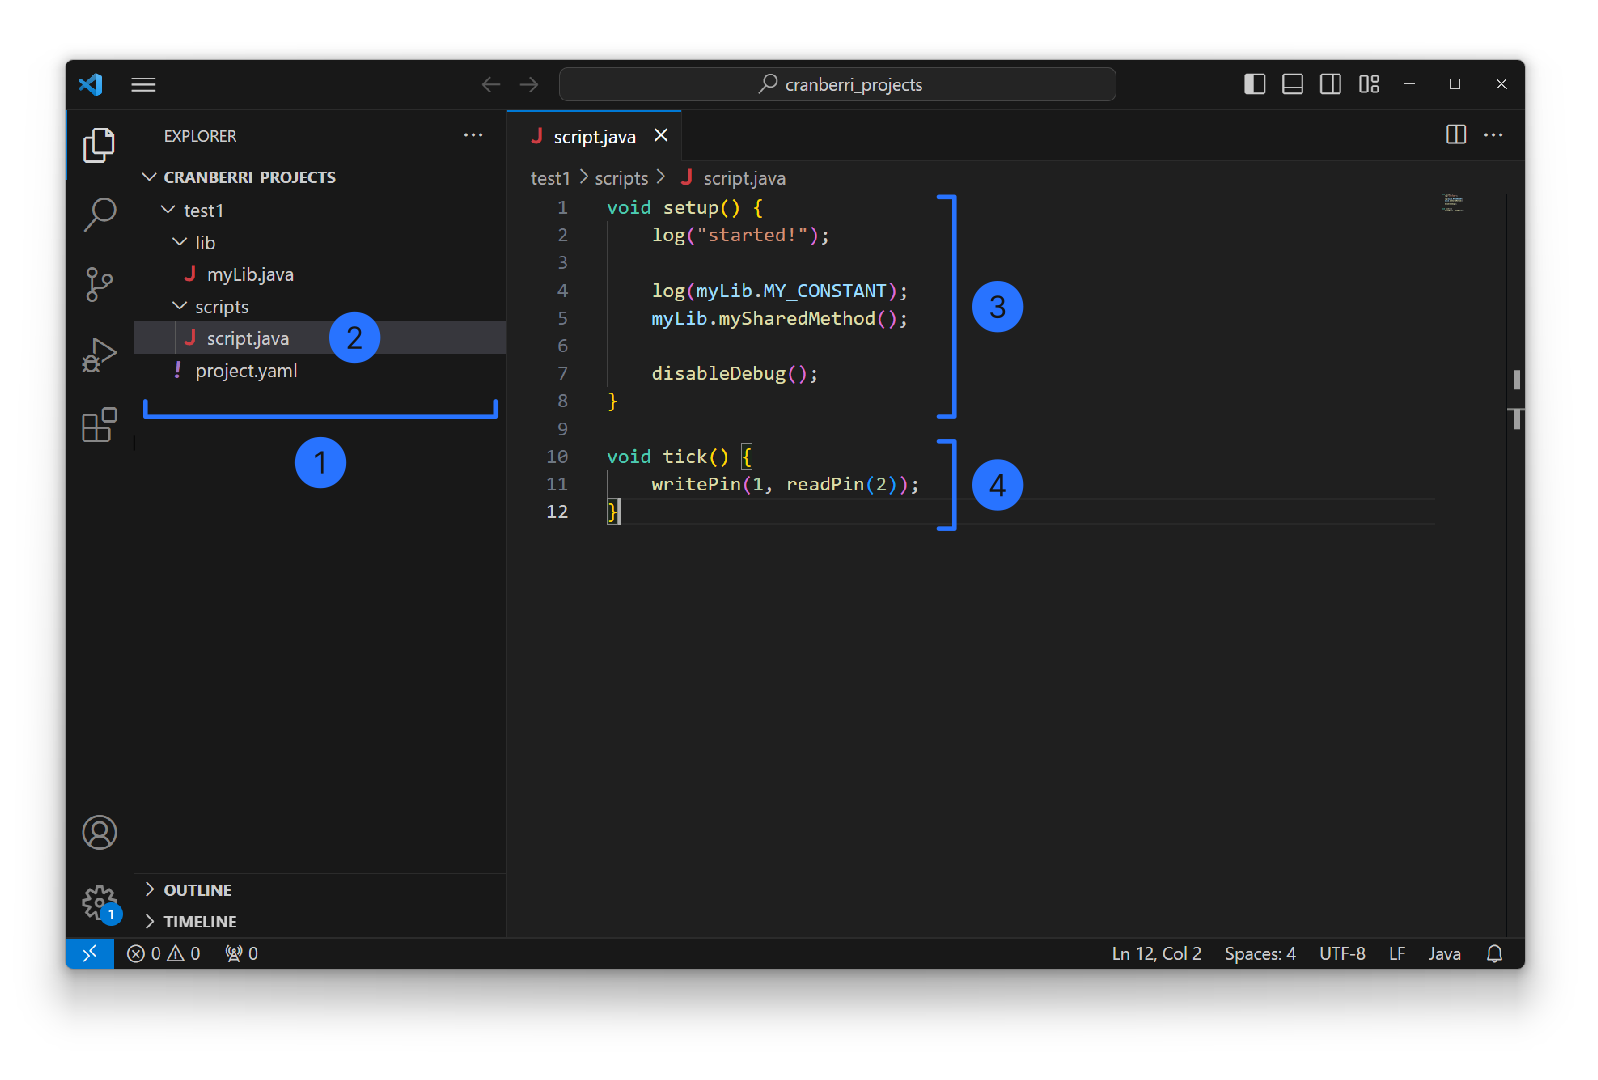 cranberri_projects
EXPLORER
CRANBERRI PROJECTS
test1
lib
J myLib.java
scripts
J script.java
2
! project.yaml
1
OUTLINE
TIMELINE
J script.java
test1 > scripts > J script.java
1 void setup() {
2 log("started!");
3
4 log(myLib.MY_CONSTANT);
5 myLib.mySharedMethod();
6
7 disableDebug();
8 }
9
10 void tick() {
11 writePin(1, readPin(2));
12 }
3
4
1
0 0 0
Ln 12, Col 2 Spaces: 4 UTF-8 LF Java